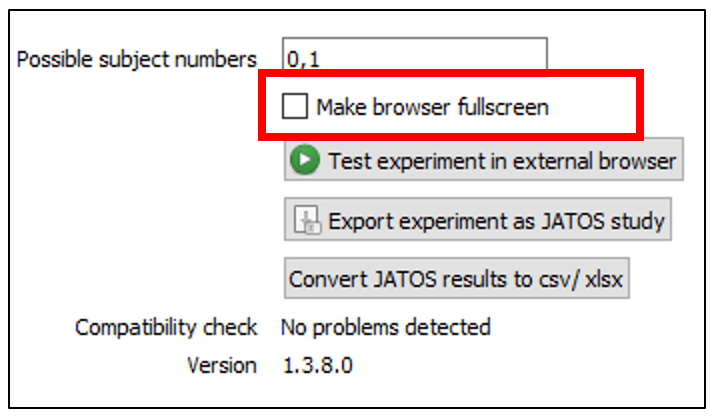 Possible subject numbers 0,1
Make browser fullscreen
Test experiment in external browser
Export experiment as JATOS study
Convert JATOS results to csv/ xlsx
Compatibility check No problems detected
Version 1.3.8.0